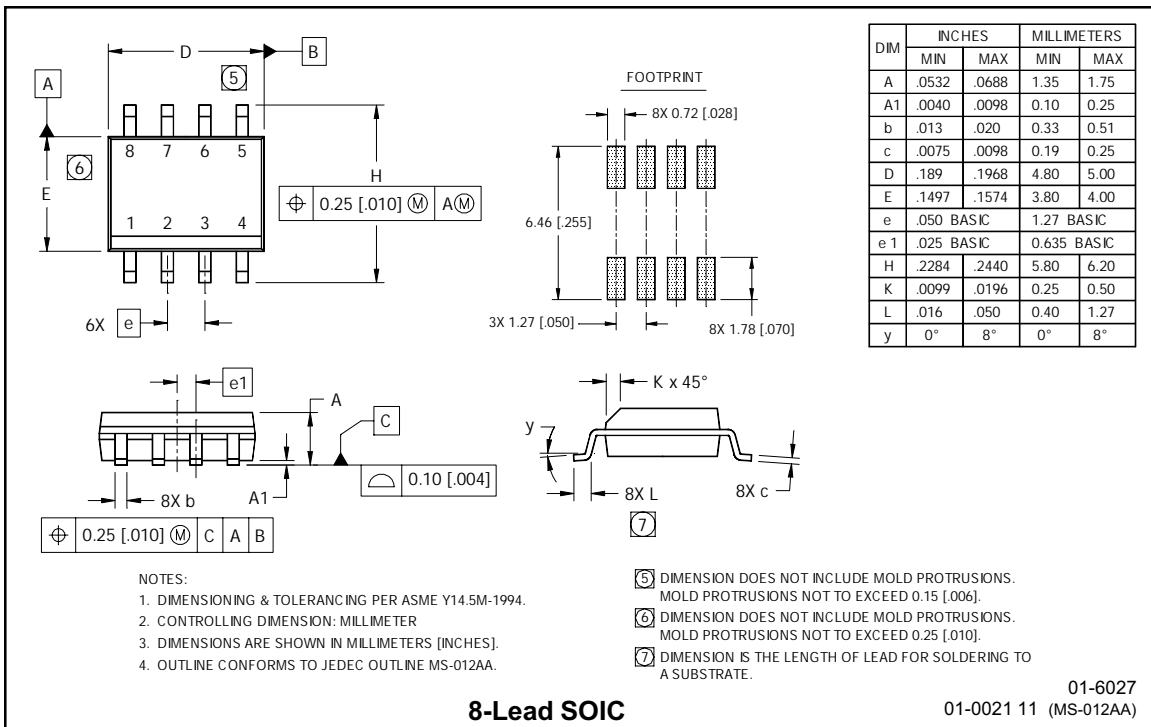 D
B
5
A
8 7 6 5
6
E
H
⌖ 0.25 [.010] Ⓜ AⓂ
1 2 3 4
6X e
FOOTPRINT
8X 0.72 [.028]
6.46 [.255]
3X 1.27 [.050]
8X 1.78 [.070]
DIM INCHES MILLIMETERS
MIN MAX MIN MAX
A .0532 .0688 1.35 1.75
A1 .0040 .0098 0.10 0.25
b .013 .020 0.33 0.51
c .0075 .0098 0.19 0.25
D .189 .1968 4.80 5.00
E .1497 .1574 3.80 4.00
e .050 BASIC 1.27 BASIC
e 1 .025 BASIC 0.635 BASIC
H .2284 .2440 5.80 6.20
K .0099 .0196 0.25 0.50
L .016 .050 0.40 1.27
y 0° 8° 0° 8°
e1
A
C
⌓ 0.10 [.004]
8X b
A1
⌖ 0.25 [.010] Ⓜ C A B
K x 45°
y
8X L
7
8X c
NOTES:
1. DIMENSIONING & TOLERANCING PER ASME Y14.5M-1994.
2. CONTROLLING DIMENSION: MILLIMETER
3. DIMENSIONS ARE SHOWN IN MILLIMETERS [INCHES].
4. OUTLINE CONFORMS TO JEDEC OUTLINE MS-012AA.
5 DIMENSION DOES NOT INCLUDE MOLD PROTRUSIONS.
MOLD PROTRUSIONS NOT TO EXCEED 0.15 [.006].
6 DIMENSION DOES NOT INCLUDE MOLD PROTRUSIONS.
MOLD PROTRUSIONS NOT TO EXCEED 0.25 [.010].
7 DIMENSION IS THE LENGTH OF LEAD FOR SOLDERING TO
A SUBSTRATE.
8-Lead SOIC
01-6027
01-0021 11 (MS-012AA)